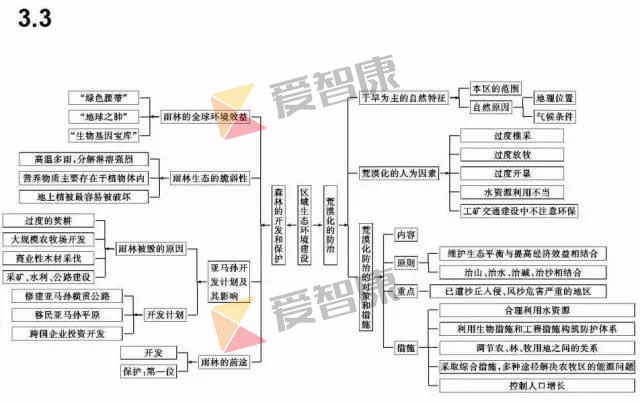 3.3
爱智康
爱智康
“绿色腰带”
“地球之肺”
“生物基因宝库”
雨林的全球环境效益
高温多雨,分解淋溶强烈
营养物质主要存在于植物体内
地上植被最容易被破坏
雨林生态的脆弱性
过度的焚耕
大规模农牧场开发
商业性木材采伐
采矿、水利、公路建设
雨林被毁的原因
修建亚马孙横贯公路
移民亚马孙平原
跨国企业投资开发
开发计划
亚马孙开
发计划及
其影响
开发
保护:第一位
雨林的前途
森林的开发和保护
区域生态环境建设
荒漠化的防治
干旱为主的自然特征
本区的范围
自然原因
地理位置
气候条件
荒漠化的人为因素
过度樵采
过度放牧
过度开垦
水资源利用不当
工矿交通建设中不注意环保
荒漠化防治的对策和措施
内容
原则
维护生态平衡与提高经济效益相结合
治山、治水、治碱、治沙相结合
重点
已遭沙丘入侵,风沙危害严重的地区
措施
合理利用水资源
利用生物措施和工程措施构筑防护体系
调节农、林、牧用地之间的关系
采取综合措施,多种途径解决农牧区的能源问题
控制人口增长